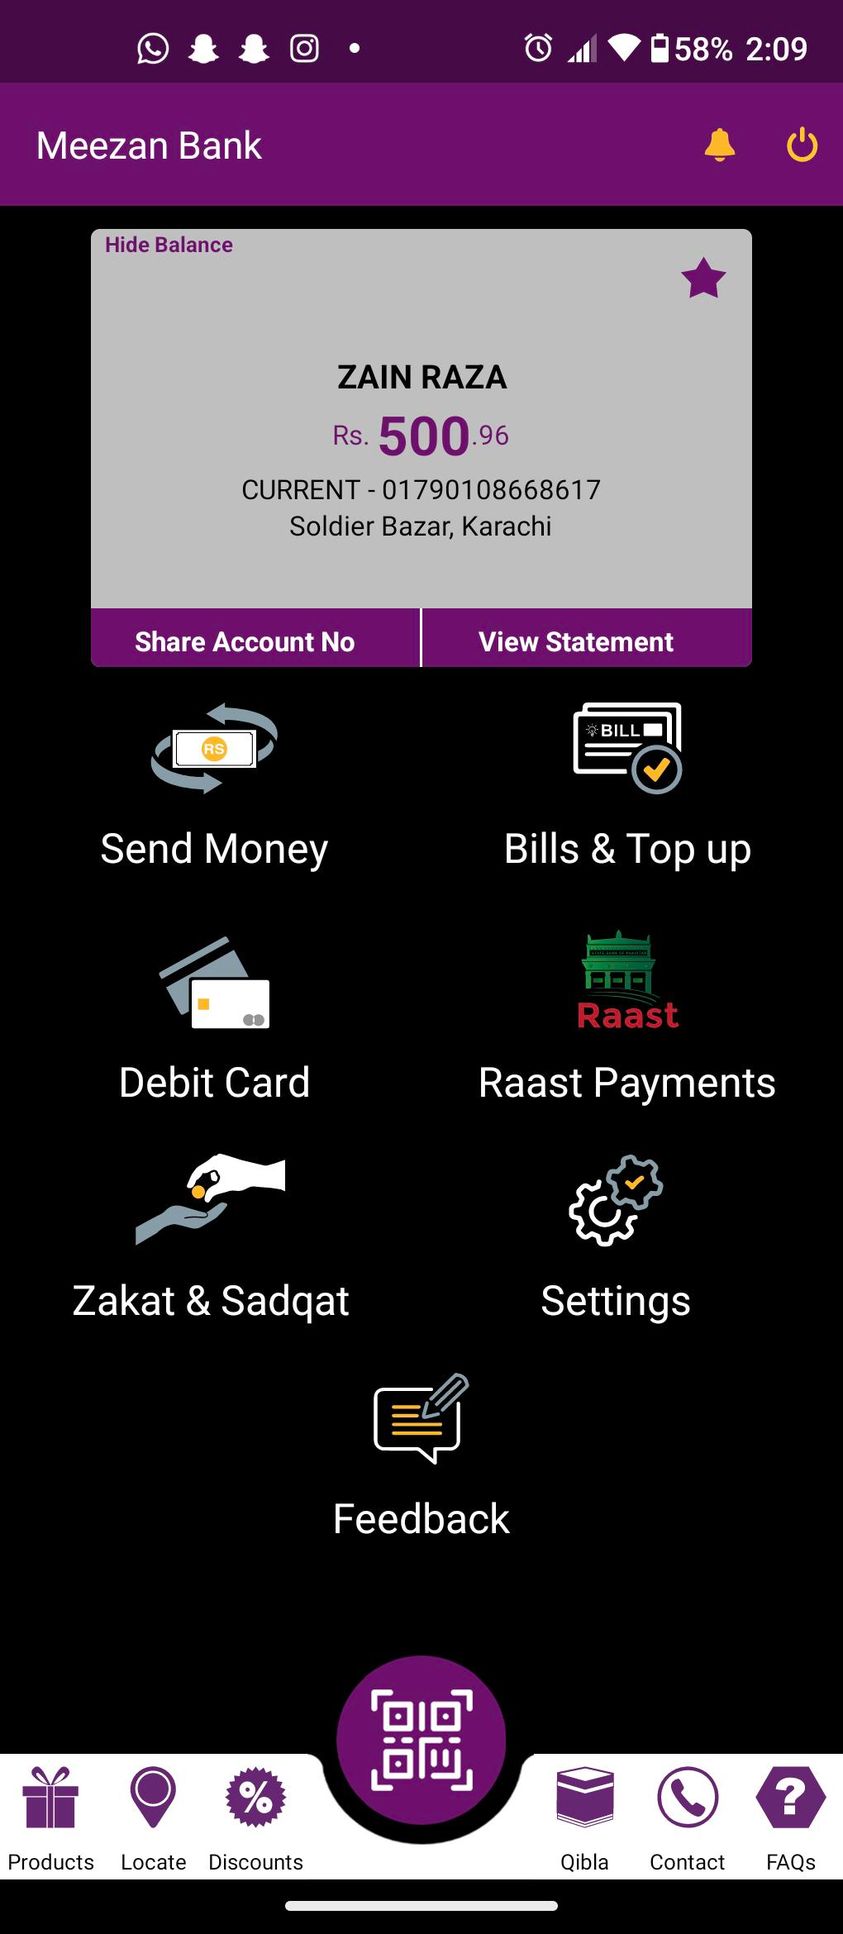 58% 2:09
Meezan Bank
Hide Balance
ZAIN RAZA
Rs. 500.96
CURRENT - 01790108668617
Soldier Bazar, Karachi
Share Account No View Statement
RS BILL
Send Money Bills & Top up
Raast
Debit Card Raast Payments
Zakat & Sadqat Settings
Feedback
Products Locate Discounts Qibla Contact FAQs